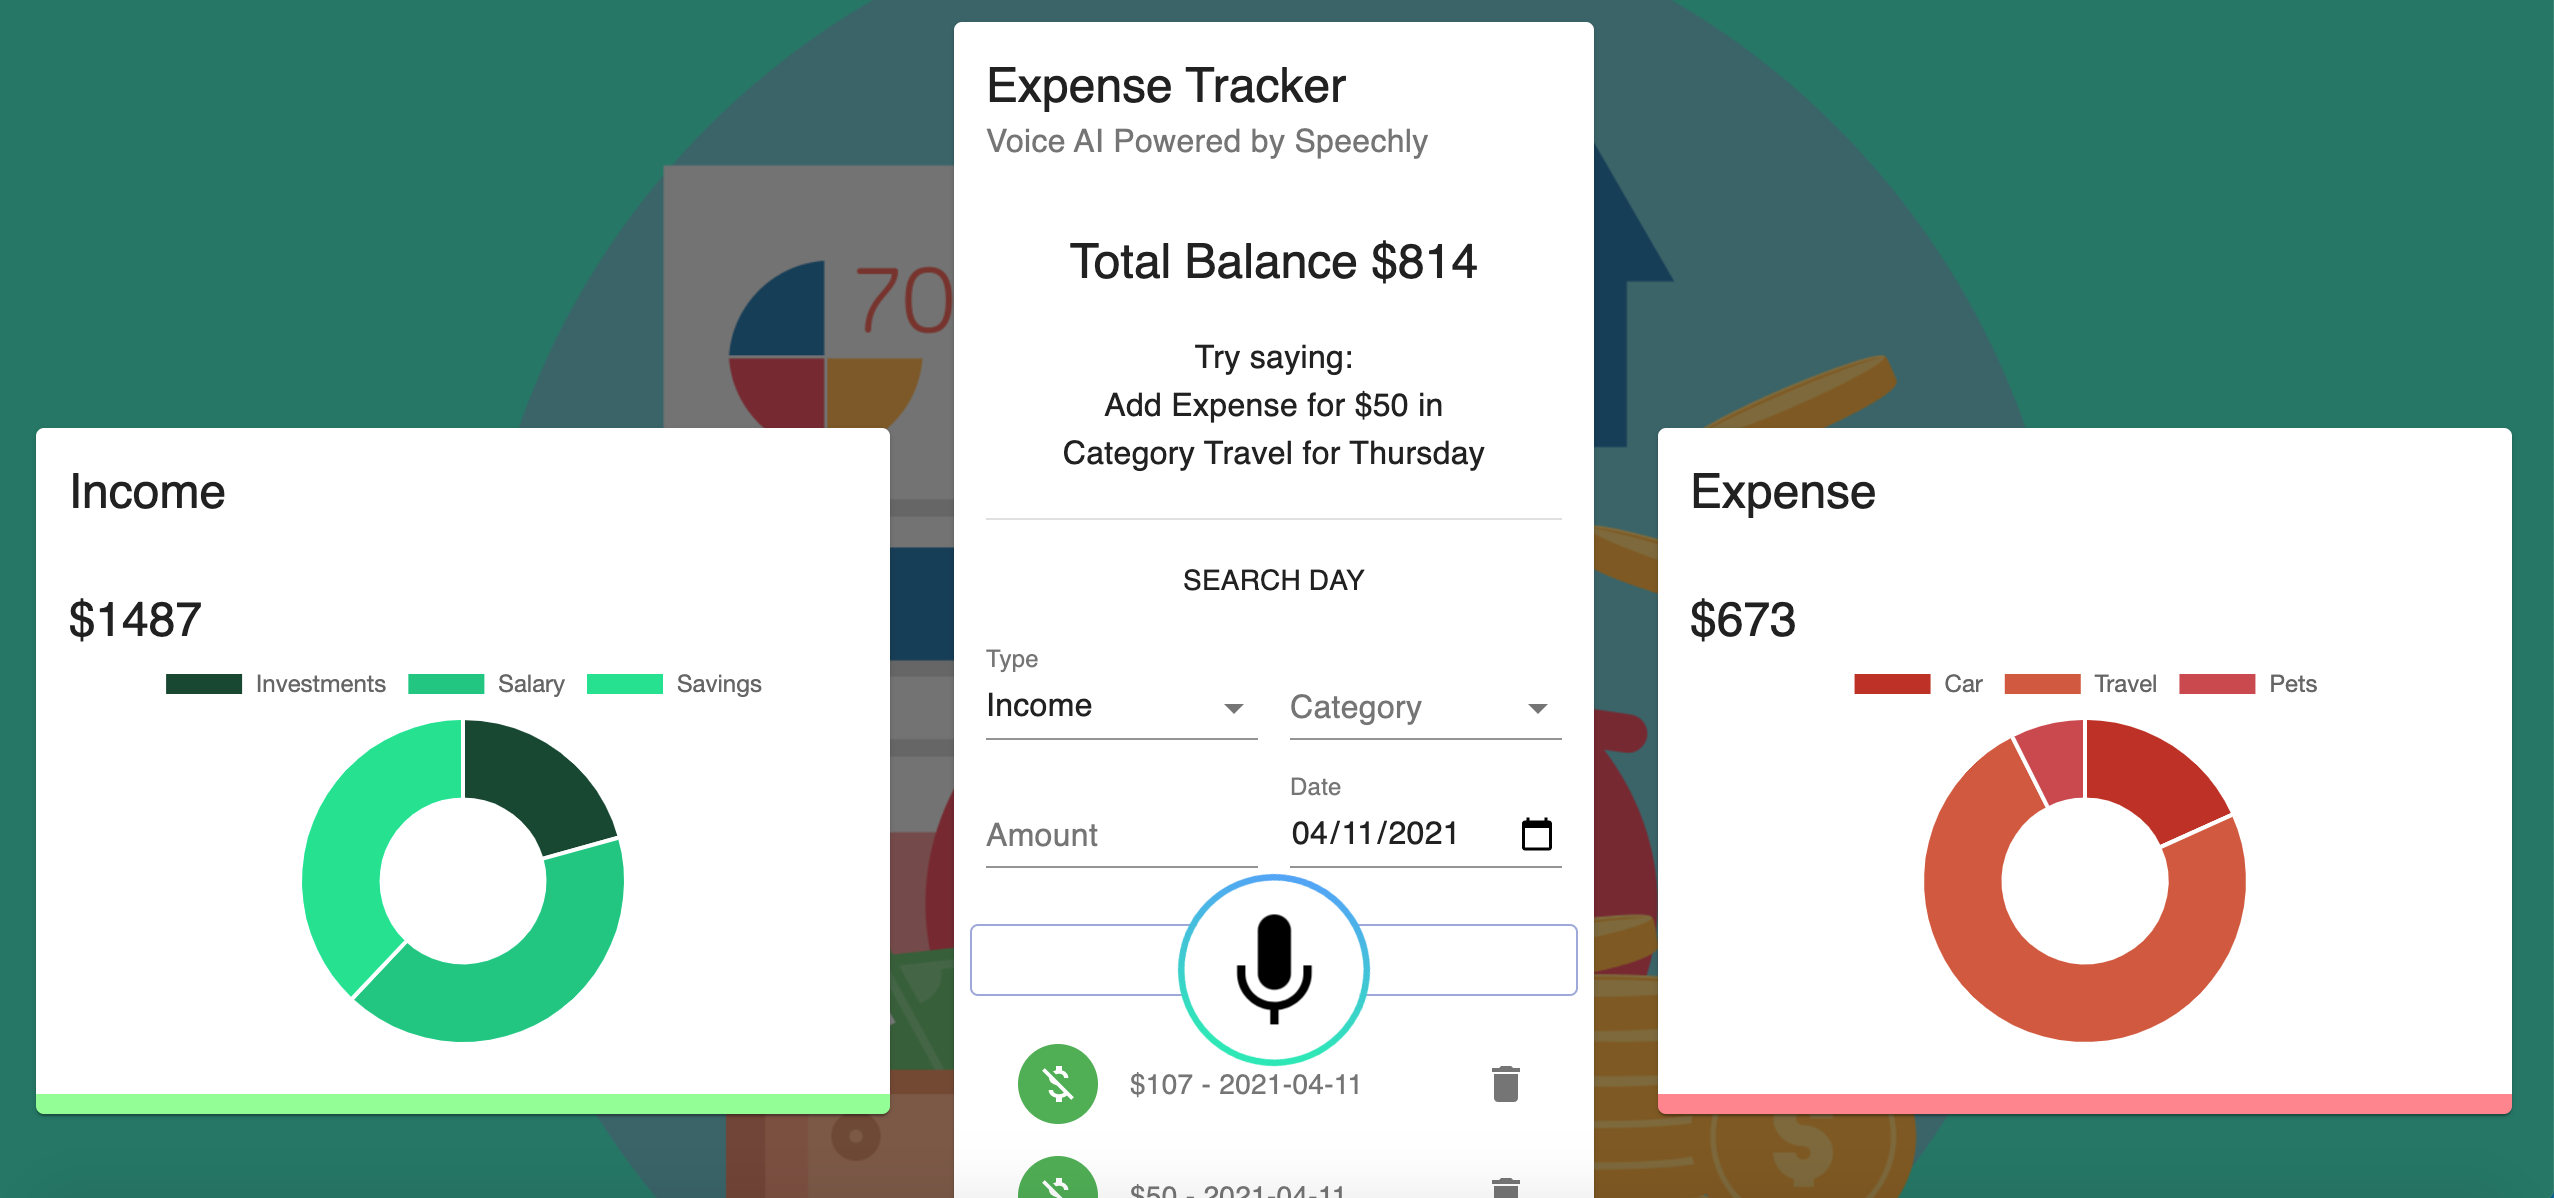 Expense Tracker
Voice AI Powered by Speechly
Total Balance $814
Try saying:
Add Expense for $50 in
Category Travel for Thursday
SEARCH DAY
Type
Income
Category
Amount
Date
04/11/2021
$107 - 2021-04-11
$50 - 2021-04-11
Income
$1487
Investments Salary Savings
Expense
$673
Car Travel Pets
70
$